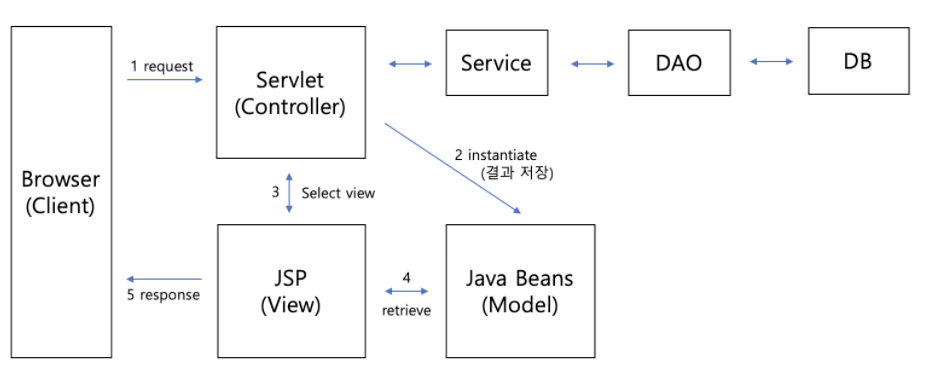 1 request
Servlet
(Controller)
Service
DAO
DB
Browser
(Client)
2 instantiate
(결과 저장)
3 Select view
JSP
(View)
4
retrieve
Java Beans
(Model)
5 response